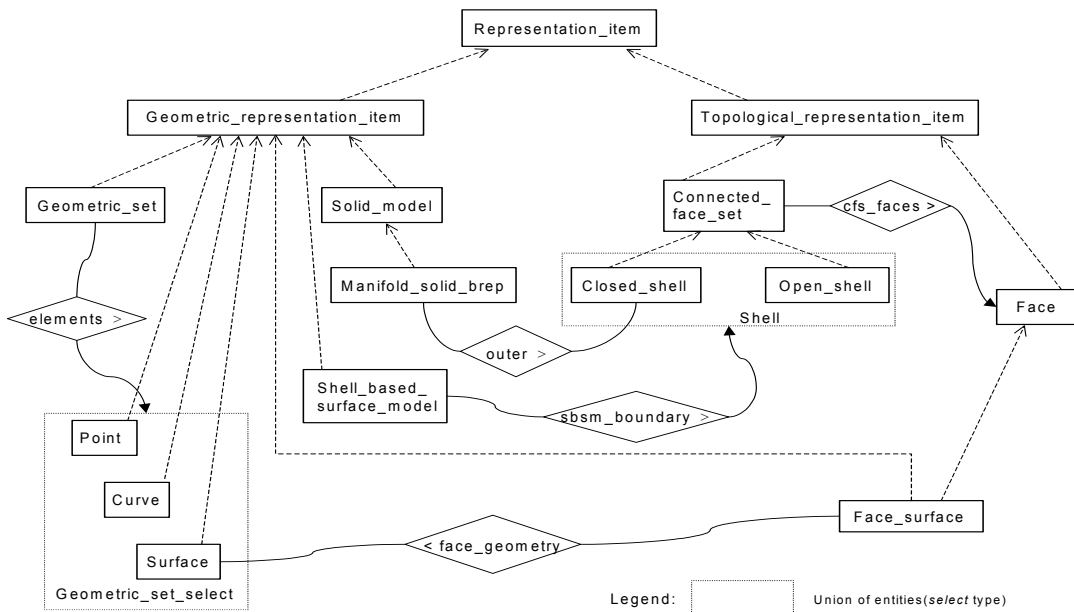 Representation_item
Geometric_representation_item
Topological_representation_item
Geometric_set
Solid_model
Connected_
face_set
cfs_faces >
Manifold_solid_brep
Closed_shell
Open_shell
Shell
Face
elements >
outer >
Shell_based_
surface_model
sbsm_boundary >
Point
Curve
Surface
Geometric_set_select
< face_geometry
Face_surface
Legend:
Union of entities(select type)